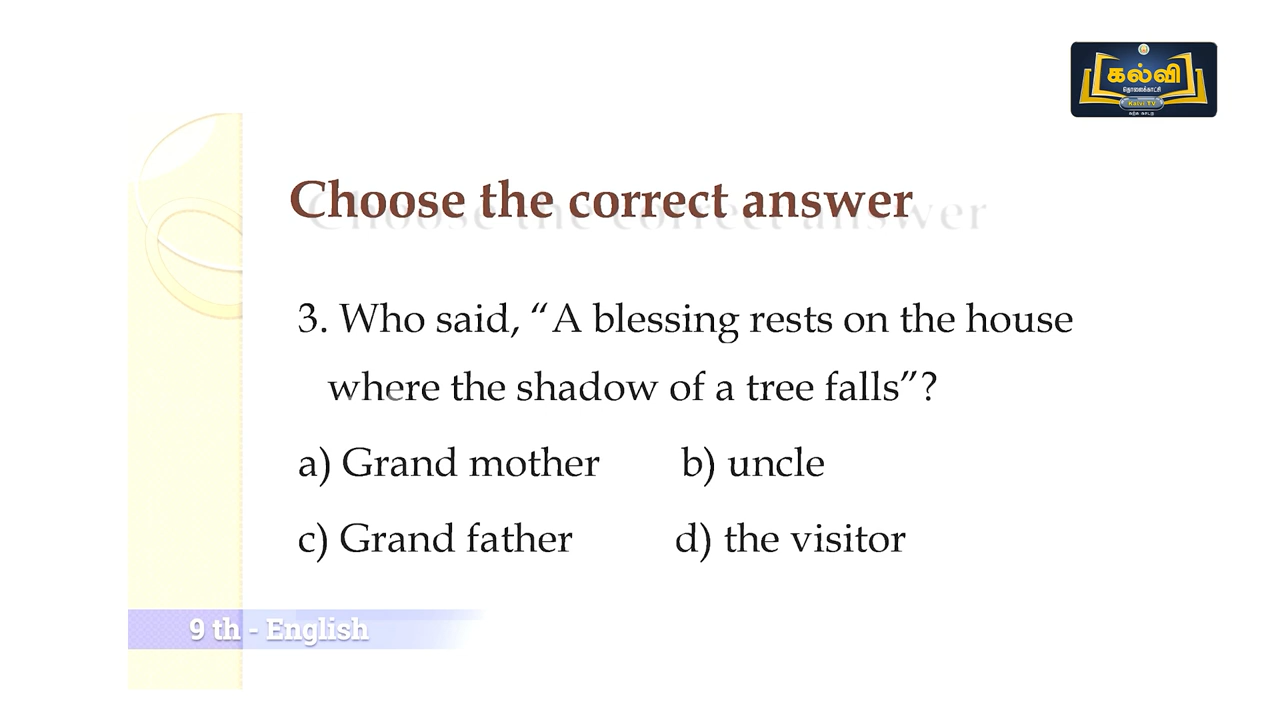 கல்வி
தொலைக்காட்சி
Kalvi TV
Choose the correct answer
3. Who said, “A blessing rests on the house
where the shadow of a tree falls”?
a) Grand mother b) uncle
c) Grand father d) the visitor
9 th - English